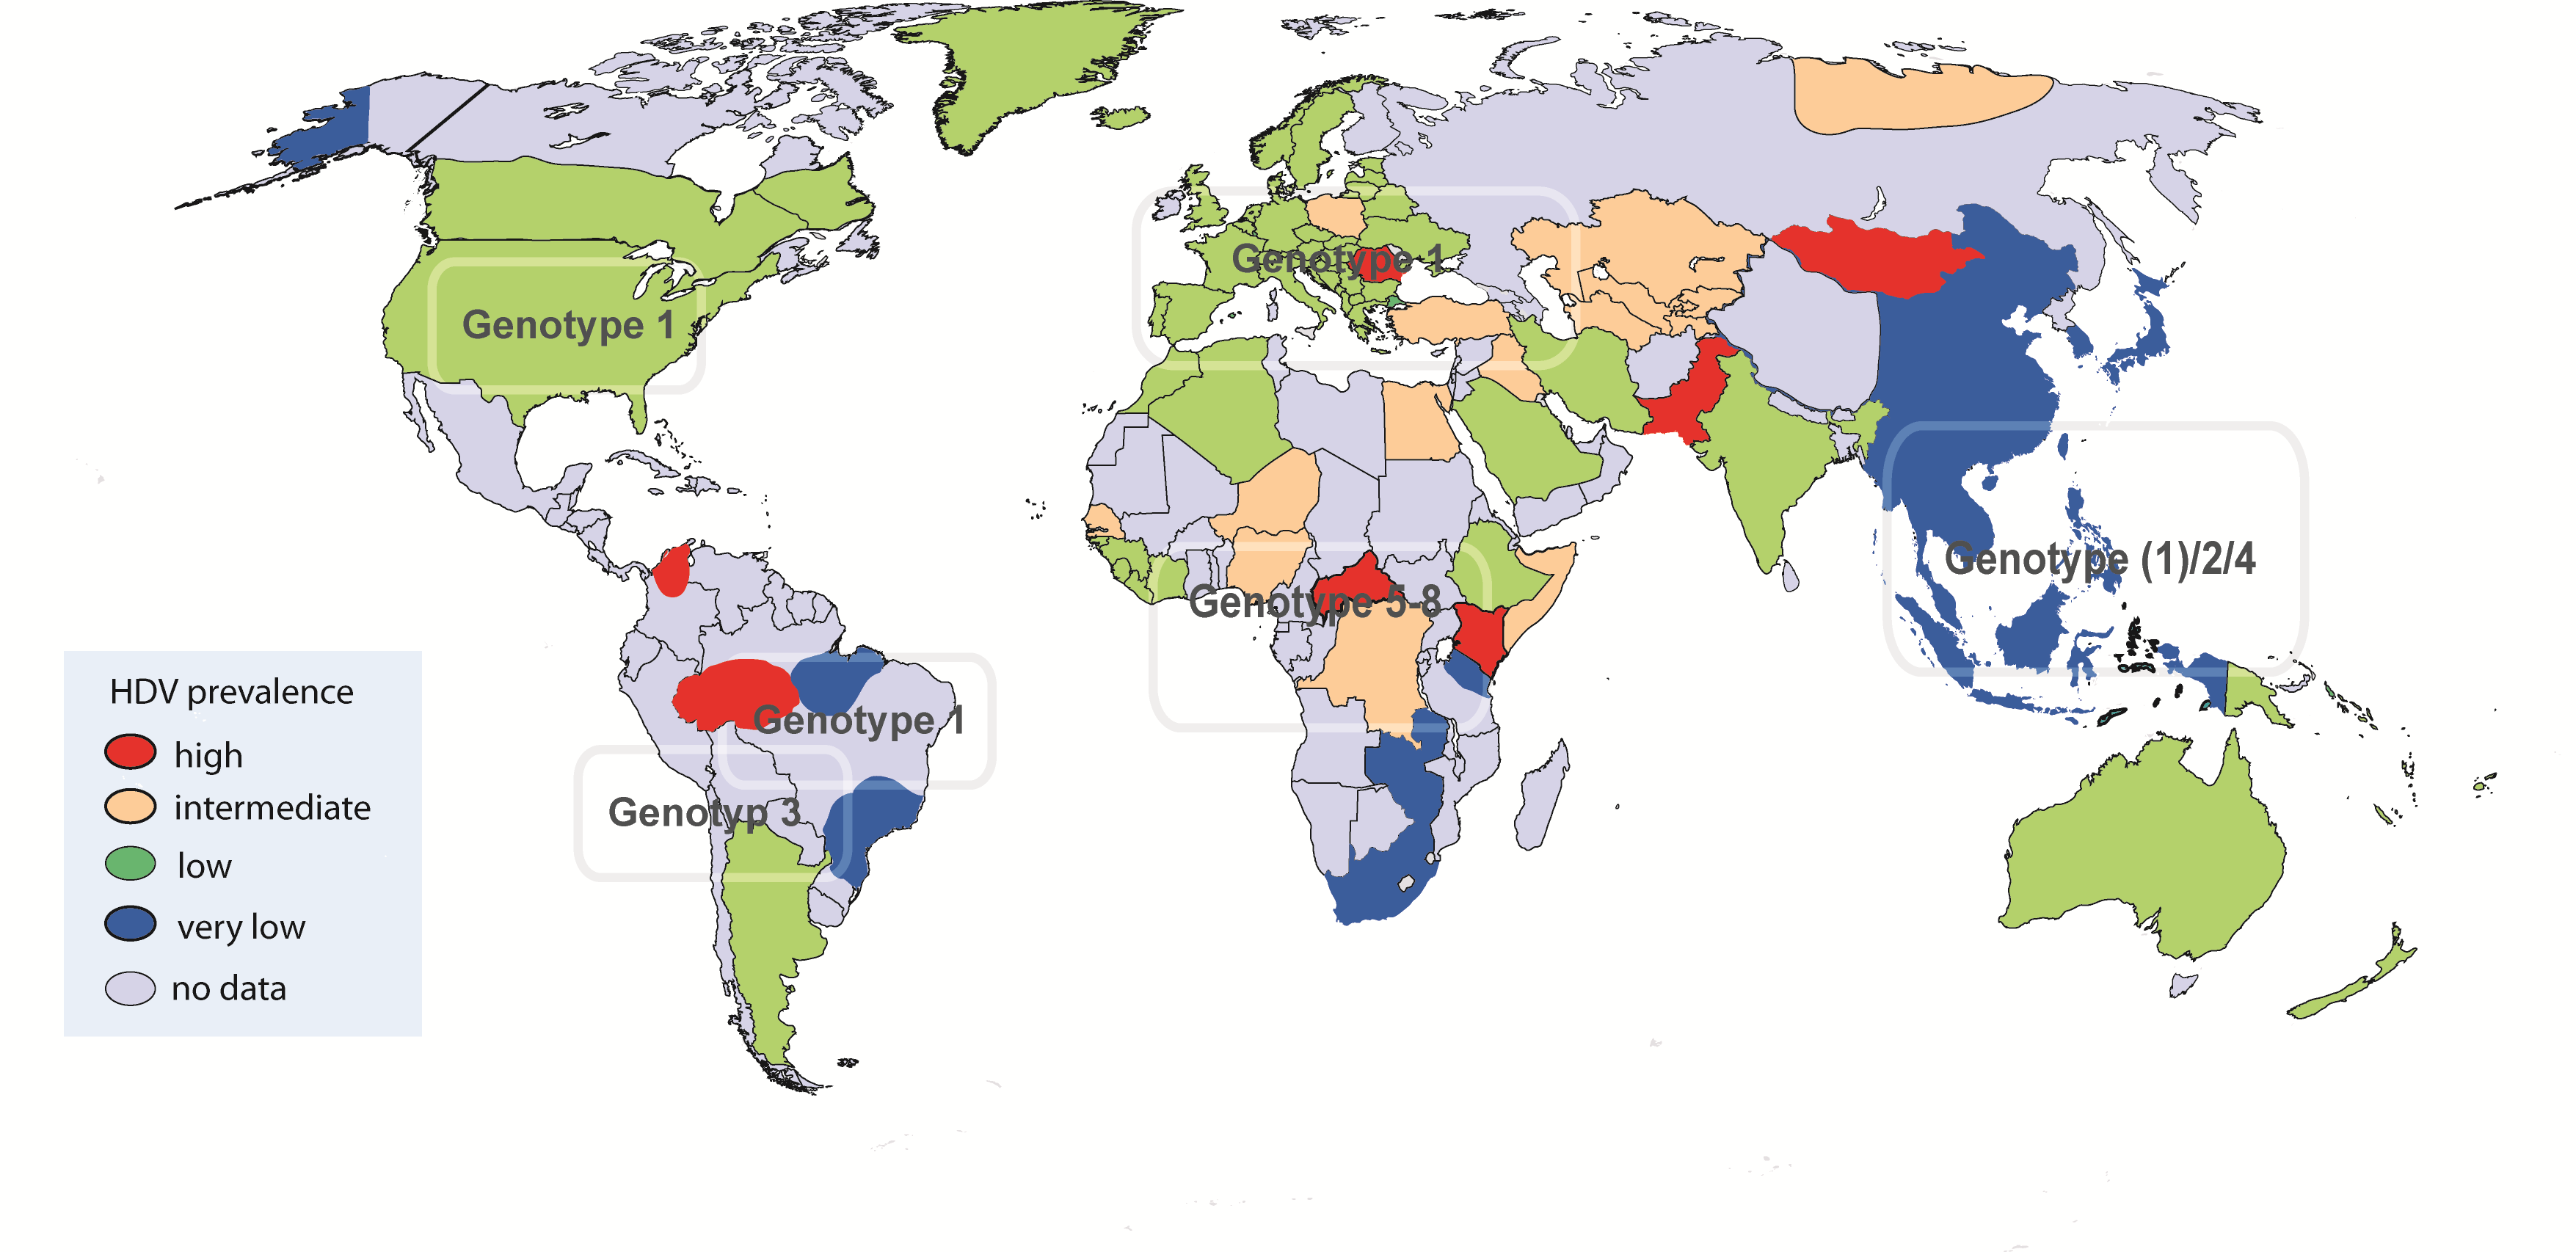 Genotype 1
Genotype 1
Genotype (1)/2/4
Genotype 5-8
Genotype 1
Genotyp 3
HDV prevalence
high
intermediate
low
very low
no data